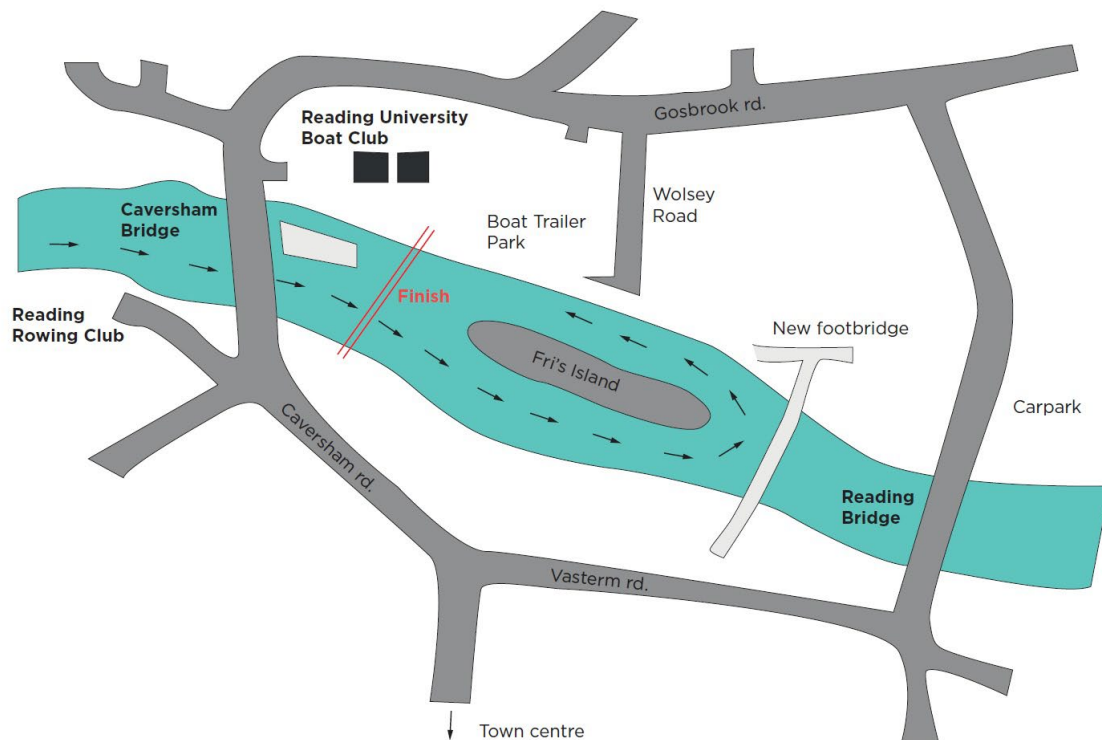 Gosbrook rd.
Reading University
Boat Club
Wolsey
Road
Caversham
Bridge
Boat Trailer
Park
Finish
Reading
Rowing Club
New footbridge
Fri's Island
Carpark
Caversham rd.
Reading
Bridge
Vasterm rd.
Town centre